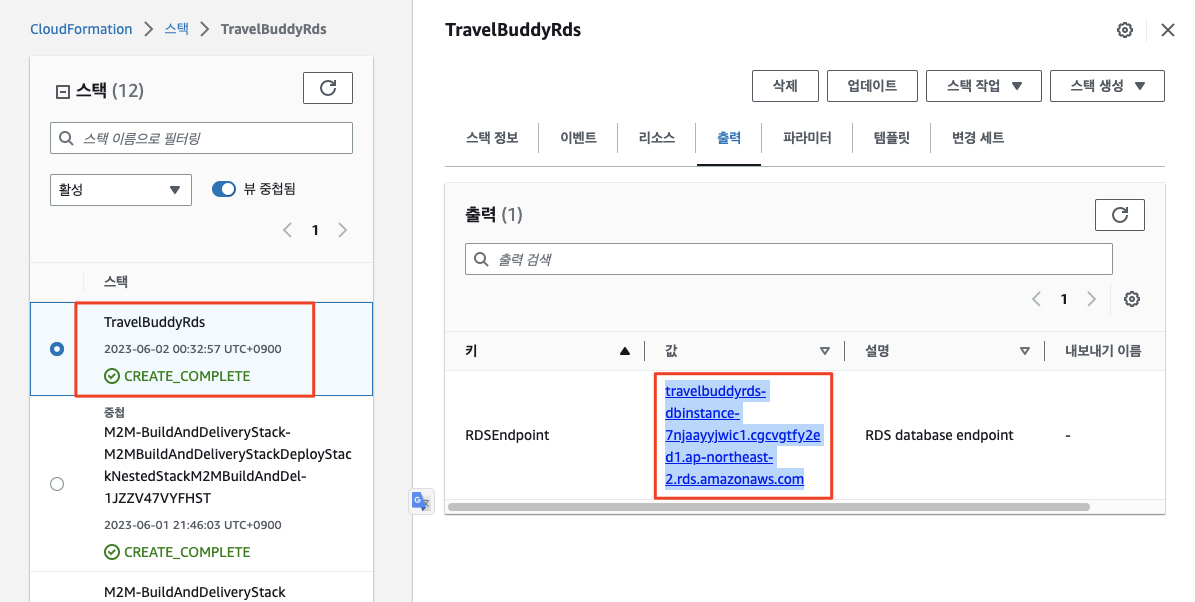 CloudFormation > 스택 > TravelBuddyRds
스택 (12)
스택 이름으로 필터링
활성
뷰 중첩됨
1
스택
TravelBuddyRds
2023-06-02 00:32:57 UTC+0900
CREATE_COMPLETE
중첩
M2M-BuildAndDeliveryStack-
M2MBuildAndDeliveryStackDeployStac
kNestedStackM2MBuildAndDel-
1JZZV47VYFHST
2023-06-01 21:46:03 UTC+0900
CREATE_COMPLETE
M2M-BuildAndDeliveryStack
TravelBuddyRds
삭제 업데이트 스택 작업 스택 생성
스택 정보 이벤트 리소스 출력 파라미터 템플릿 변경 세트
출력 (1)
출력 검색
1
키 값 설명 내보내기 이름
RDSEndpoint
travelbuddyrds-
dbinstance-
7njaayyjwic1.cgcvgtfy2e
d1.ap-northeast-
2.rds.amazonaws.com
RDS database endpoint
-